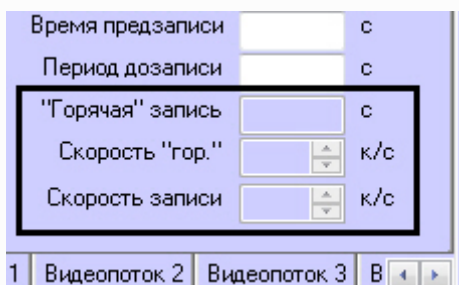 Время предзаписи с
Период дозаписи с
"Горячая" запись с
Скорость "гор." к/с
Скорость записи к/с
1 Видеопоток 2 Видеопоток 3 В